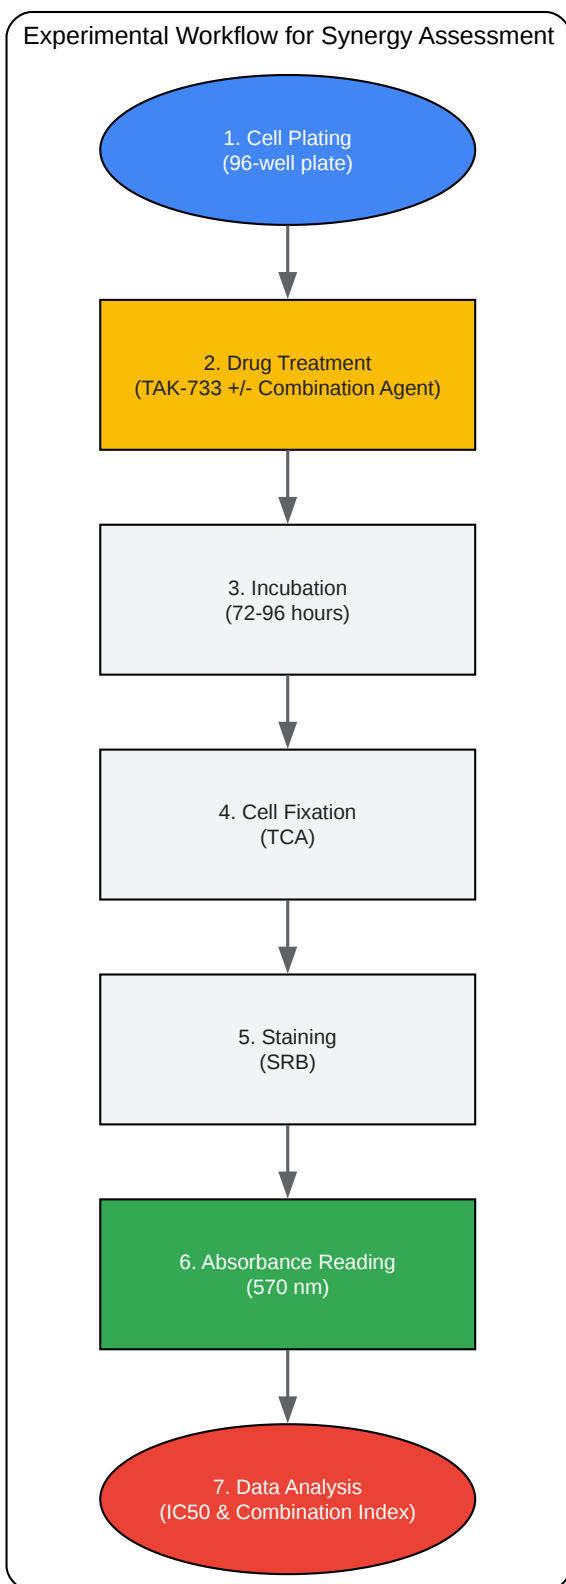 Experimental Workflow for Synergy Assessment
1. Cell Plating
(96-well plate)
2. Drug Treatment
(TAK-733 +/- Combination Agent)
3. Incubation
(72-96 hours)
4. Cell Fixation
(TCA)
5. Staining
(SRB)
6. Absorbance Reading
(570 nm)
7. Data Analysis
(IC50 & Combination Index)